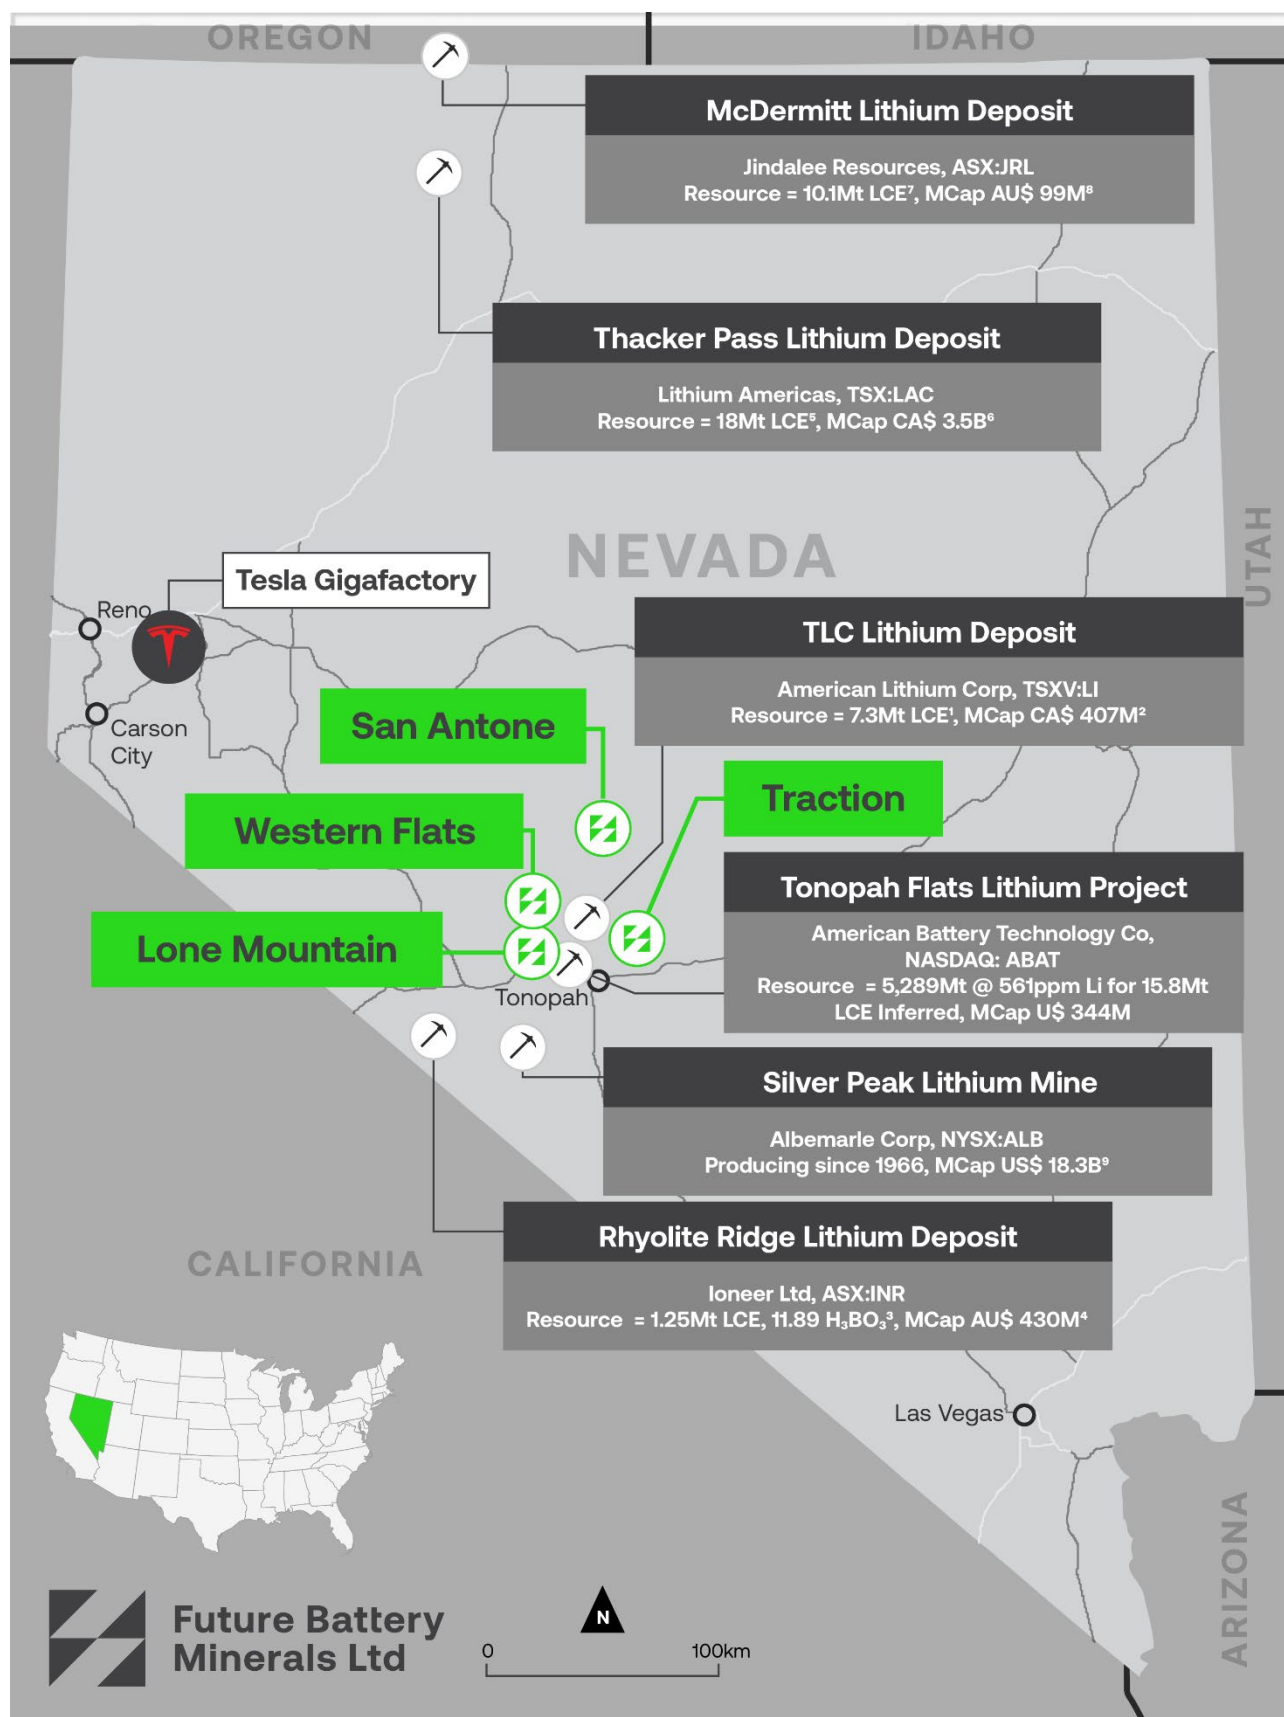 OREGON
IDAHO
McDermitt Lithium Deposit
Jindalee Resources, ASX:JRL
Resource = 10.1Mt LCE⁷, MCap AU$ 99M⁸
Thacker Pass Lithium Deposit
Lithium Americas, TSX:LAC
Resource = 18Mt LCE⁵, MCap CA$ 3.5B⁶
NEVADA
UTAH
Tesla Gigafactory
Reno
Carson
City
TLC Lithium Deposit
American Lithium Corp, TSXV:LI
Resource = 7.3Mt LCE¹, MCap CA$ 407M²
San Antone
Traction
Western Flats
Lone Mountain
Tonopah Flats Lithium Project
American Battery Technology Co,
NASDAQ: ABAT
Resource = 5,289Mt @ 561ppm Li for 15.8Mt
LCE Inferred, MCap U$ 344M
Tonopah
Silver Peak Lithium Mine
Albemarle Corp, NYSX:ALB
Producing since 1966, MCap US$ 18.3B⁹
Rhyolite Ridge Lithium Deposit
Ioneer Ltd, ASX:INR
Resource = 1.25Mt LCE, 11.89 H₃BO₃³, MCap AU$ 430M⁴
CALIFORNIA
Las Vegas
ARIZONA
Future Battery
Minerals Ltd
N
0
100km